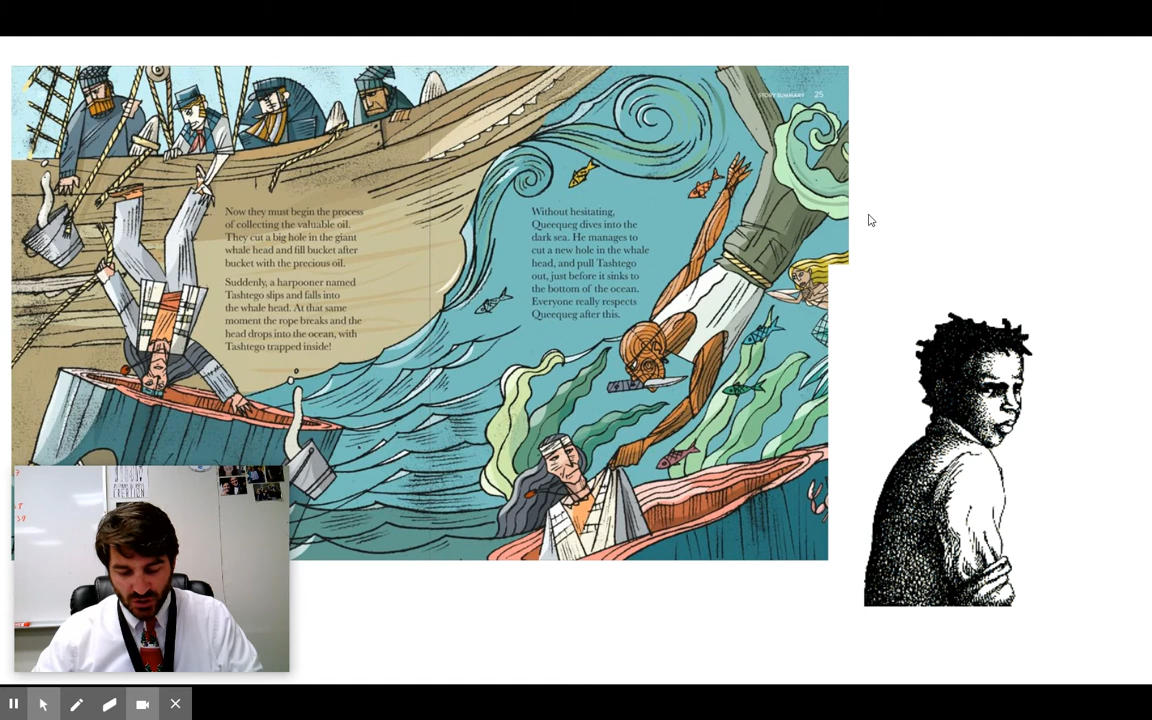 STORY SUMMARY 25
Now they must begin the process
of collecting the valuable oil.
They cut a big hole in the giant
whale head and fill bucket after
bucket with the precious oil.
Suddenly, a harpooner named
Tashtego slips and falls into
the whale head. At that same
moment the rope breaks and the
head drops into the ocean, with
Tashtego trapped inside!
Without hesitating,
Queequeg dives into the
dark sea. He manages to
cut a new hole in the whale
head, and pull Tashtego
out, just before it sinks to
the bottom of the ocean.
Everyone really respects
Queequeg after this.